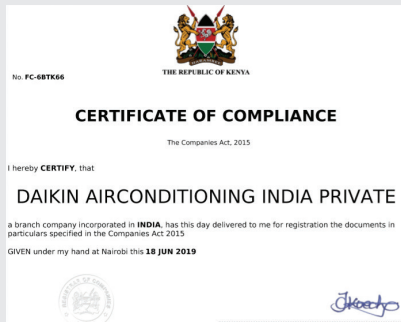 THE REPUBLIC OF KENYA
No. FC-6BTK66
CERTIFICATE OF COMPLIANCE
The Companies Act, 2015
I hereby CERTIFY, that
DAIKIN AIRCONDITIONING INDIA PRIVATE
a branch company incorporated in INDIA, has this day delivered to me for registration the documents in
particulars specified in the Companies Act 2015
GIVEN under my hand at Nairobi this 18 JUN 2019